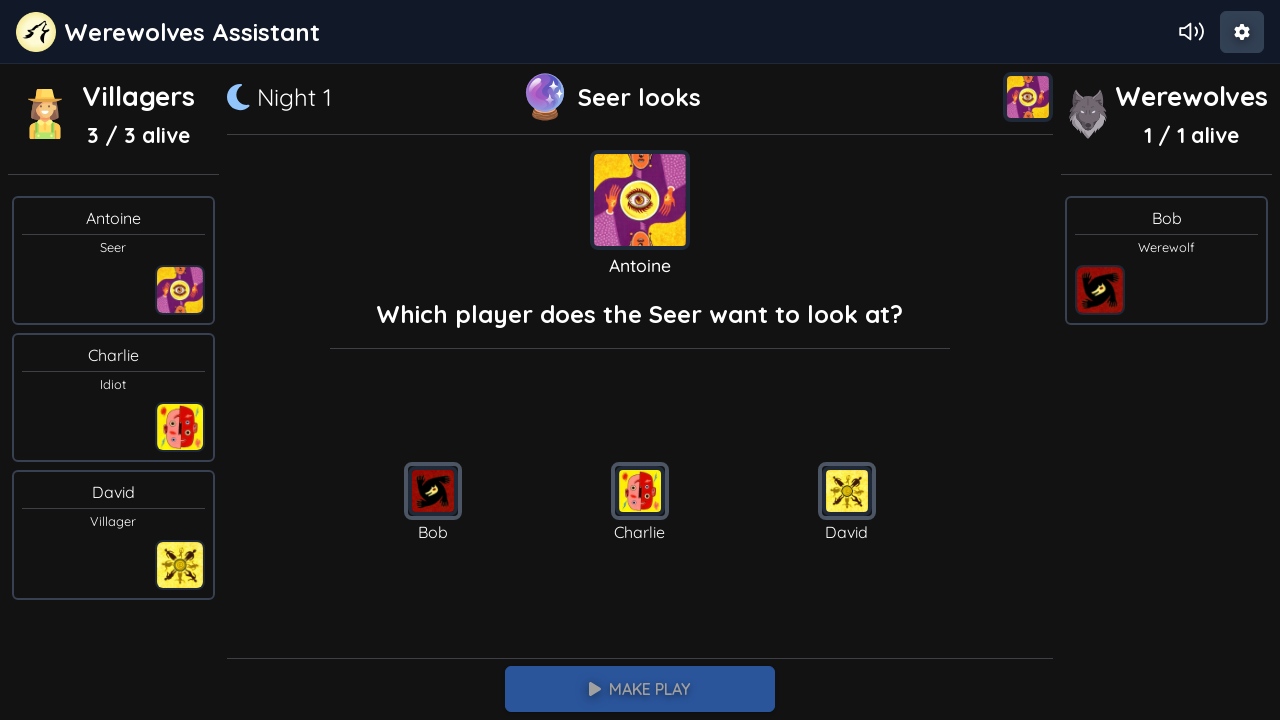 Werewolves Assistant
Villagers
3 / 3 alive
Antoine
Seer
Charlie
Idiot
David
Villager
Night 1
Seer looks
Antoine
Which player does the Seer want to look at?
Bob
Charlie
David
MAKE PLAY
Werewolves
1 / 1 alive
Bob
Werewolf